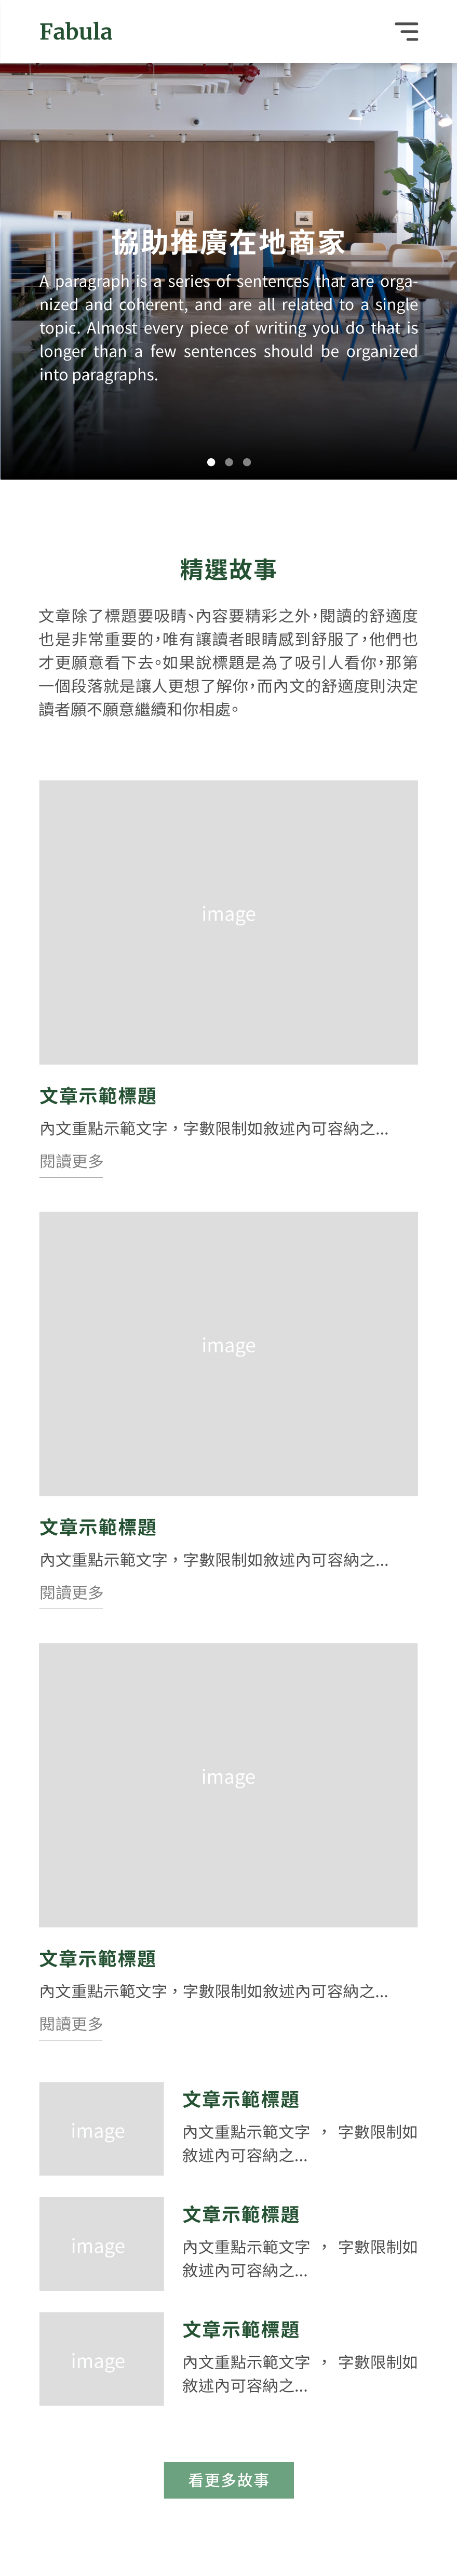 Fabula
協助推廣在地商家
A paragraph is a series of sentences that are orga-
nized and coherent, and are all related to a single
topic. Almost every piece of writing you do that is
longer than a few sentences should be organized
into paragraphs.
精選故事
文章除了標題要吸睛、內容要精彩之外，閱讀的舒適度
也是非常重要的，唯有讓讀者眼睛感到舒服了，他們也
才更願意看下去。如果說標題是為了吸引人看你，那第
一個段落就是讓人更想了解你，而內文的舒適度則決定
讀者願不願意繼續和你相處。
image
文章示範標題
內文重點示範文字，字數限制如敘述內可容納之...
閱讀更多
image
文章示範標題
內文重點示範文字，字數限制如敘述內可容納之...
閱讀更多
image
文章示範標題
內文重點示範文字，字數限制如敘述內可容納之...
閱讀更多
image
文章示範標題
內文重點示範文字 ， 字數限制如
敘述內可容納之...
image
文章示範標題
內文重點示範文字 ， 字數限制如
敘述內可容納之...
image
文章示範標題
內文重點示範文字 ， 字數限制如
敘述內可容納之...
看更多故事